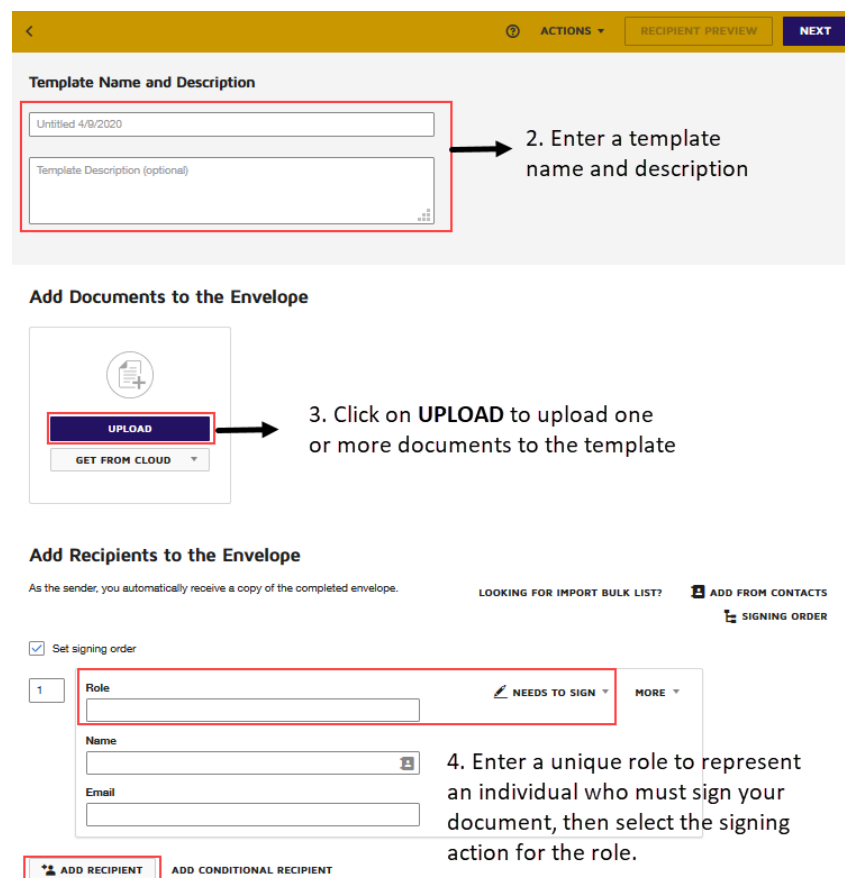 ACTIONS
RECIPIENT PREVIEW
NEXT
Template Name and Description
Untitled 4/9/2020
Template Description (optional)
2. Enter a template
name and description
Add Documents to the Envelope
UPLOAD
GET FROM CLOUD
3. Click on UPLOAD to upload one
or more documents to the template
Add Recipients to the Envelope
As the sender, you automatically receive a copy of the completed envelope.
LOOKING FOR IMPORT BULK LIST?
ADD FROM CONTACTS
SIGNING ORDER
Set signing order
1
Role
NEEDS TO SIGN
MORE
Name
Email
4. Enter a unique role to represent
an individual who must sign your
document, then select the signing
action for the role.
ADD RECIPIENT
ADD CONDITIONAL RECIPIENT